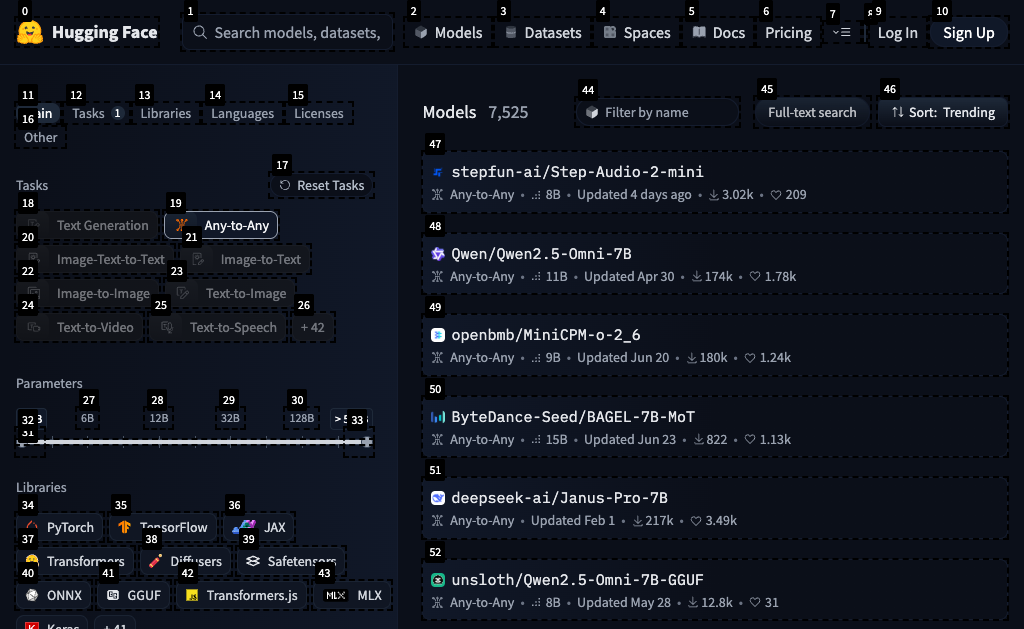 0 1 2 3 4 5 6 7 9 10
Hugging Face Search models, datasets, Models Datasets Spaces Docs Pricing Log In Sign Up
11 12 13 14 15
Tasks 1 Libraries Languages Licenses
16
Other
17
Tasks Reset Tasks
18 19
Text Generation Any-to-Any
20 21
Image-Text-to-Text Image-to-Text
22 23
Image-to-Image Text-to-Image
24 25 26
Text-to-Video Text-to-Speech + 42
Parameters
27 28 29 30
32 6B 12B 32B 128B > 33
31
Libraries
34 35 36
PyTorch TensorFlow JAX
37 38 39
Transformers Diffusers Safetensors
40 41 42 43
ONNX GGUF Transformers.js MLX MLX
Keras + 41
44 45 46
Models 7,525 Filter by name Full-text search Sort: Trending
47
stepfun-ai/Step-Audio-2-mini
Any-to-Any • 8B • Updated 4 days ago • 3.02k • 209
48
Qwen/Qwen2.5-Omni-7B
Any-to-Any • 11B • Updated Apr 30 • 174k • 1.78k
49
openbmb/MiniCPM-o-2_6
Any-to-Any • 9B • Updated Jun 20 • 180k • 1.24k
50
ByteDance-Seed/BAGEL-7B-MoT
Any-to-Any • 15B • Updated Jun 23 • 822 • 1.13k
51
deepseek-ai/Janus-Pro-7B
Any-to-Any • Updated Feb 1 • 217k • 3.49k
52
unsloth/Qwen2.5-Omni-7B-GGUF
Any-to-Any • 8B • Updated May 28 • 12.8k • 31